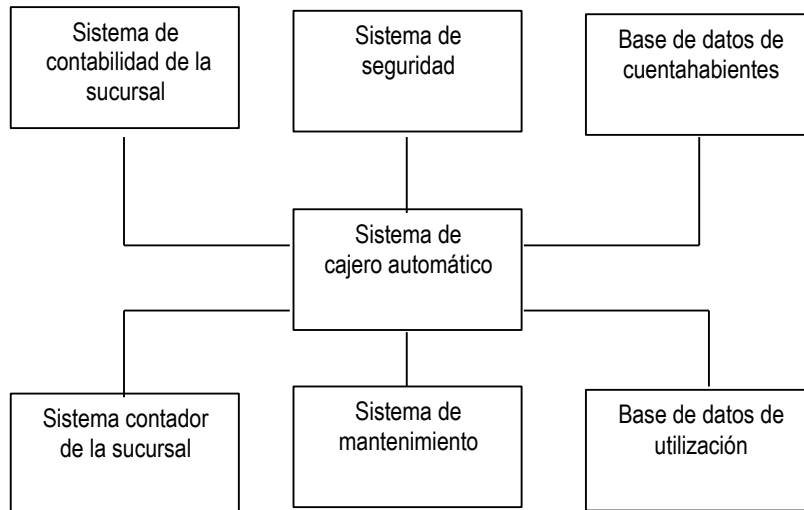 Sistema de
contabilidad de la
sucursal
Sistema de
seguridad
Base de datos de
cuentahabientes
Sistema de
cajero automático
Sistema contador
de la sucursal
Sistema de
mantenimiento
Base de datos de
utilización